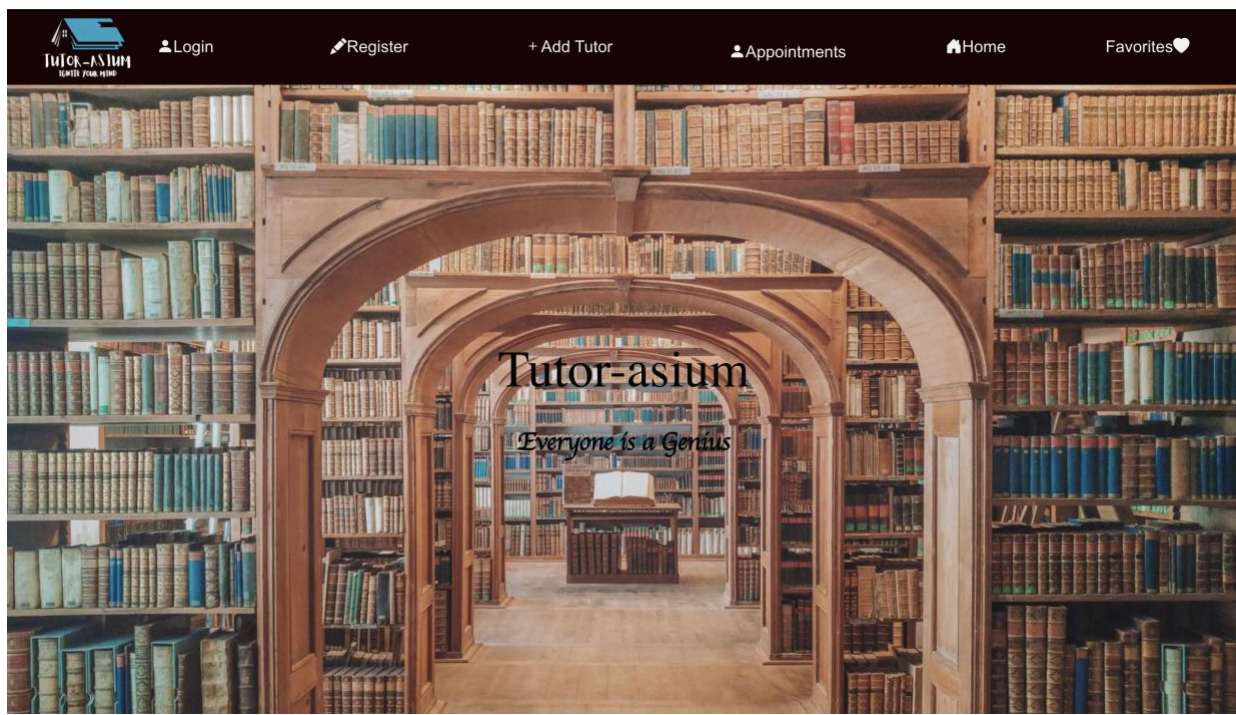 TUTOR-ASIUM
IGNITE YOUR MIND
Login
Register
+ Add Tutor
Appointments
Home
Favorites
Tutor-asium
Everyone is a Genius